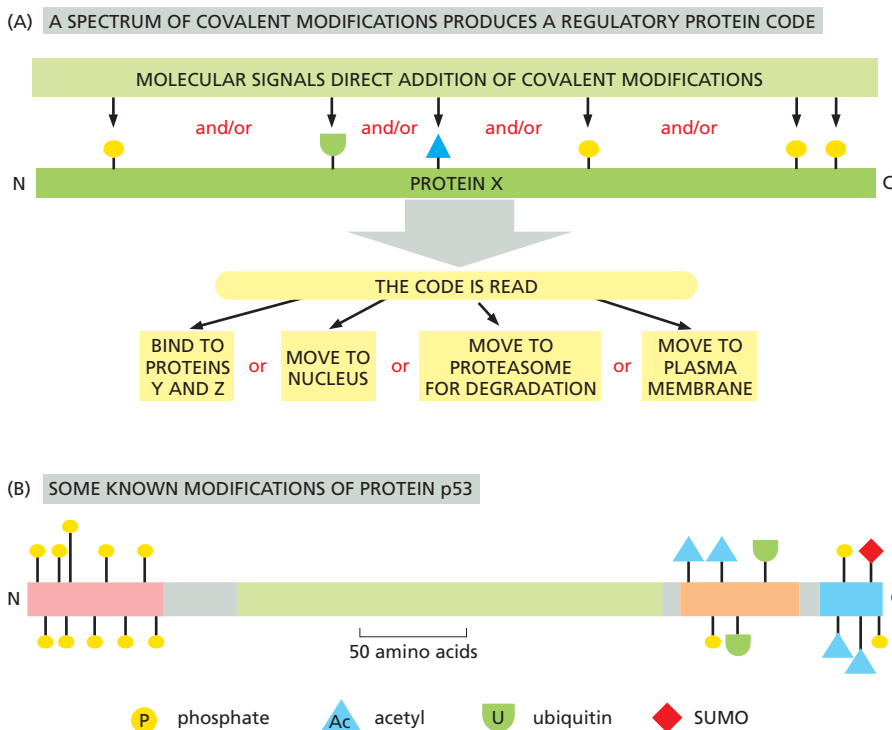 (A) A SPECTRUM OF COVALENT MODIFICATIONS PRODUCES A REGULATORY PROTEIN CODE
MOLECULAR SIGNALS DIRECT ADDITION OF COVALENT MODIFICATIONS
and/or and/or and/or and/or
N PROTEIN X C
THE CODE IS READ
BIND TO
PROTEINS
Y AND Z
or
MOVE TO
NUCLEUS
or
MOVE TO
PROTEASOME
FOR DEGRADATION
or
MOVE TO
PLASMA
MEMBRANE
(B) SOME KNOWN MODIFICATIONS OF PROTEIN p53
N
50 amino acids
P phosphate Ac acetyl U ubiquitin SUMO